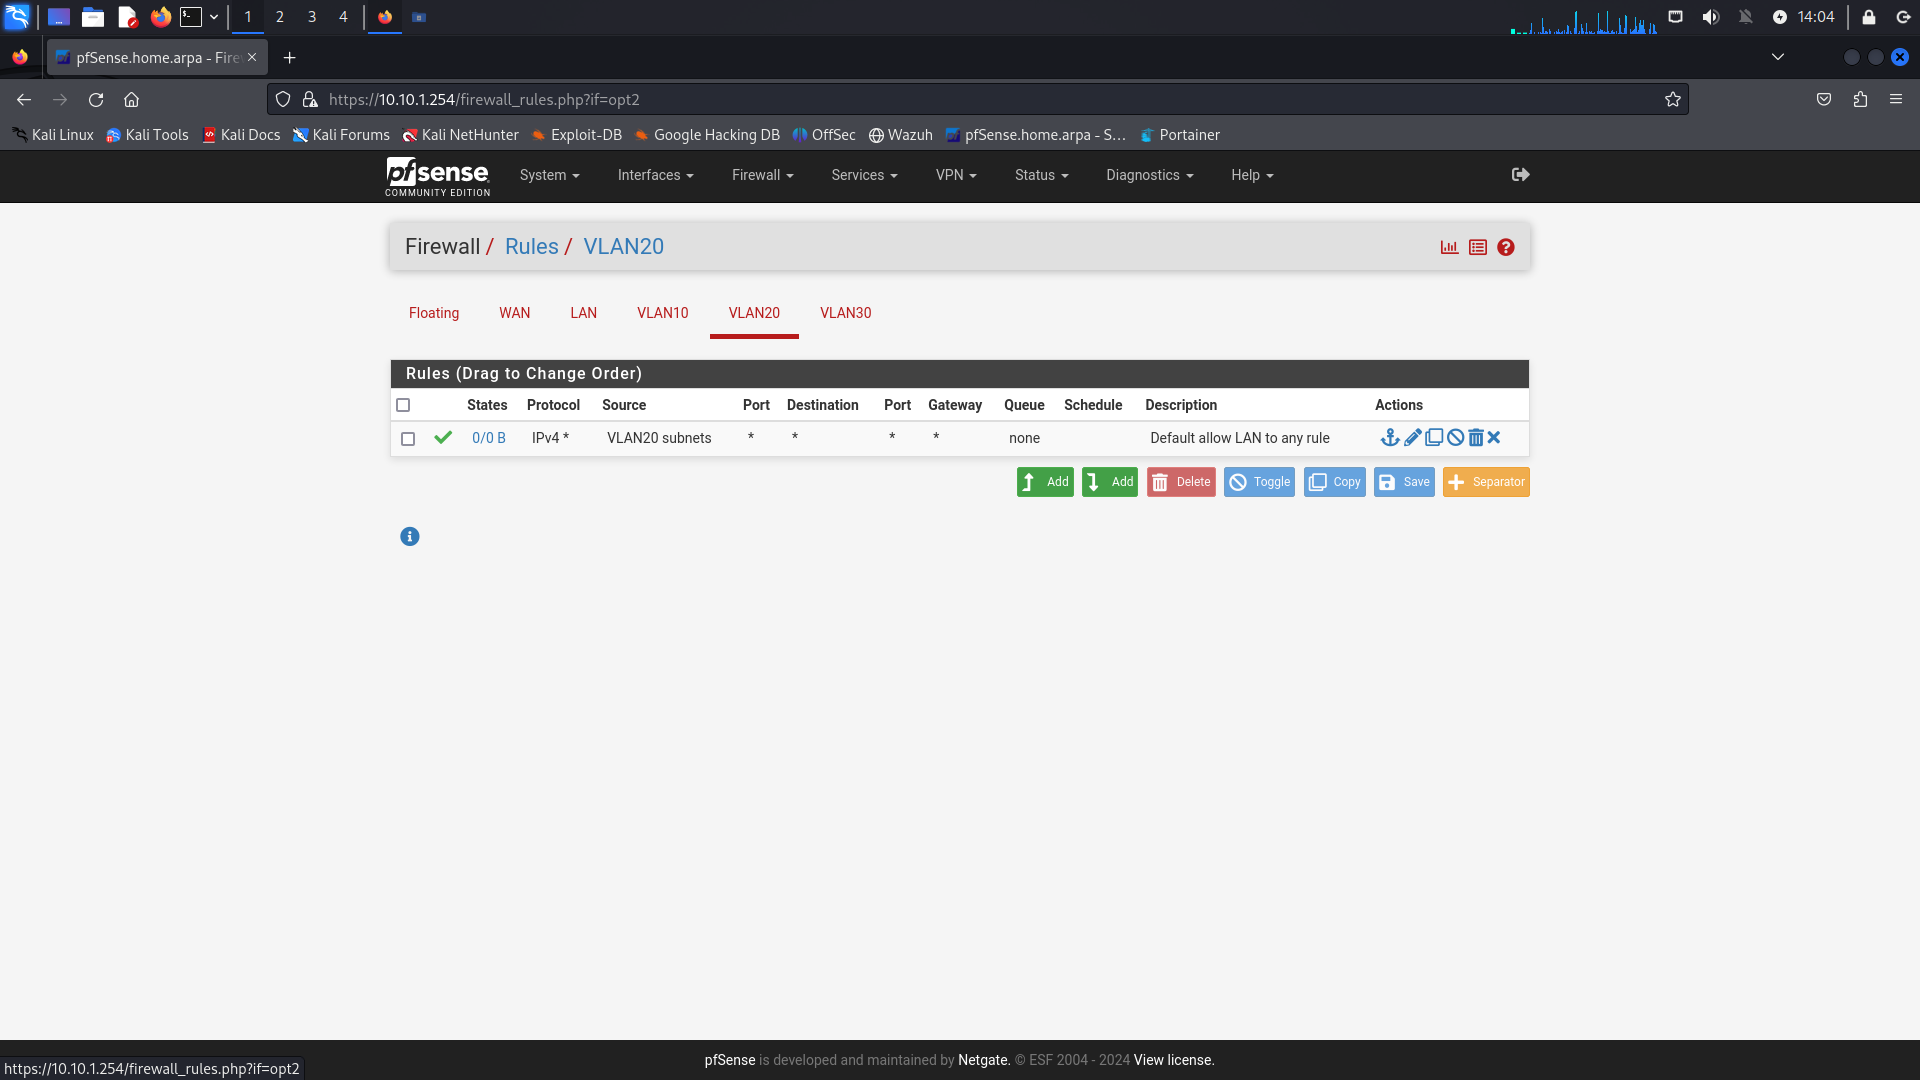 1 2 3 4 14:04
pfSense.home.arpa - Fire
https://10.10.1.254/firewall_rules.php?if=opt2
Kali Linux Kali Tools Kali Docs Kali Forums Kali NetHunter Exploit-DB Google Hacking DB OffSec Wazuh pfSense.home.arpa - S... Portainer
pfsense
COMMUNITY EDITION
System Interfaces Firewall Services VPN Status Diagnostics Help
Firewall / Rules / VLAN20
Floating WAN LAN VLAN10 VLAN20 VLAN30
Rules (Drag to Change Order)
States Protocol Source Port Destination Port Gateway Queue Schedule Description Actions
0/0 B IPv4 * VLAN20 subnets * * * * none Default allow LAN to any rule
Add Add Delete Toggle Copy Save Separator
pfSense is developed and maintained by Netgate. © ESF 2004 - 2024 View license.
https://10.10.1.254/firewall_rules.php?if=opt2